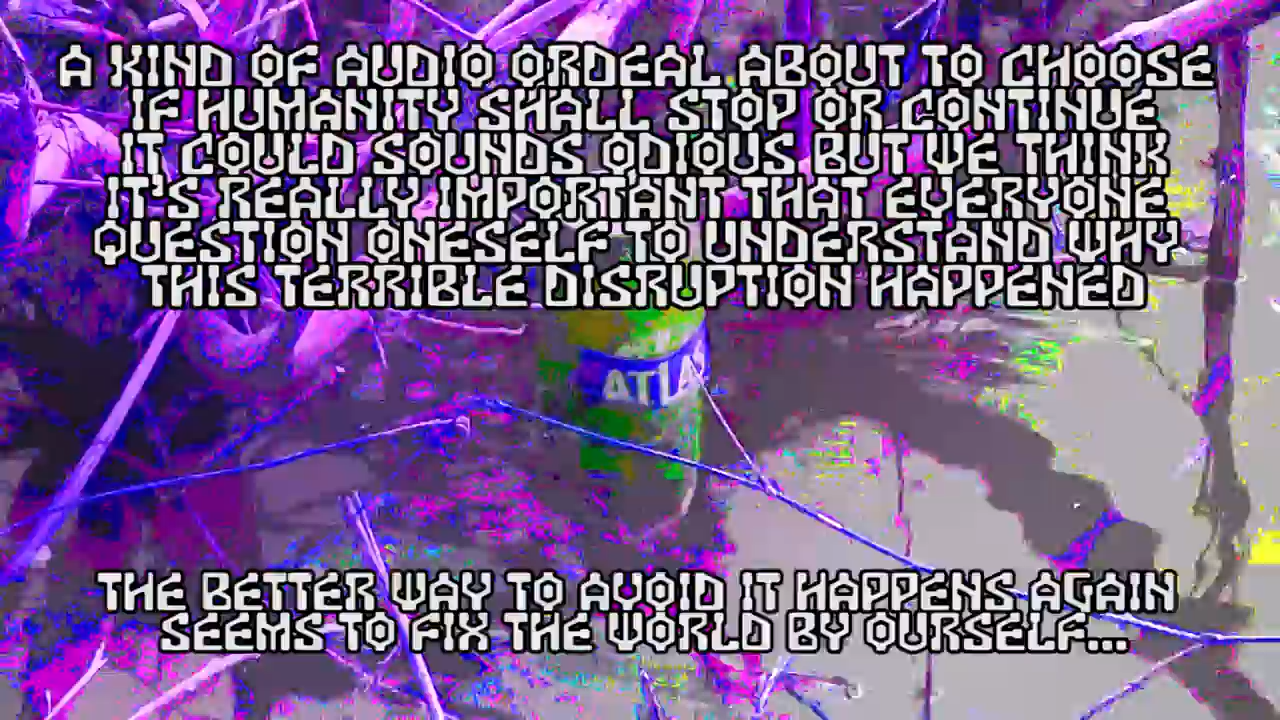 A KIND OF AUDIO ORDEAL ABOUT TO CHOOSE
IF HUMANITY SHALL STOP OR CONTINUE
IT COULD SOUNDS ODIOUS BUT WE THINK
IT'S REALLY IMPORTANT THAT EVERYONE
QUESTION ONESELF TO UNDERSTAND WHY
THIS TERRIBLE DISRUPTION HAPPENED
ATLAS
THE BETTER WAY TO AVOID IT HAPPENS AGAIN
SEEMS TO FIX THE WORLD BY OURSELF...